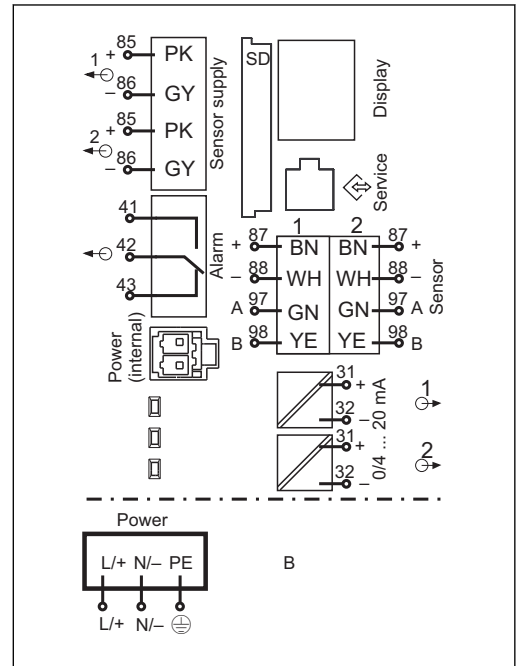 1
85
+
PK
86
–
GY
2
85
+
PK
86
–
GY
Sensor supply
SD
Display
Service
41
42
43
Alarm
1
2
+ 87 BN
BN 87 +
– 88 WH
WH 88 –
A 97 GN
GN 97 A
B 98 YE
YE 98 B
Sensor
Power
(internal)
31
+
32
–
31
+
32
–
0/4 ... 20 mA
1
2
Power
L/+ N/– PE
L/+ N/–
B